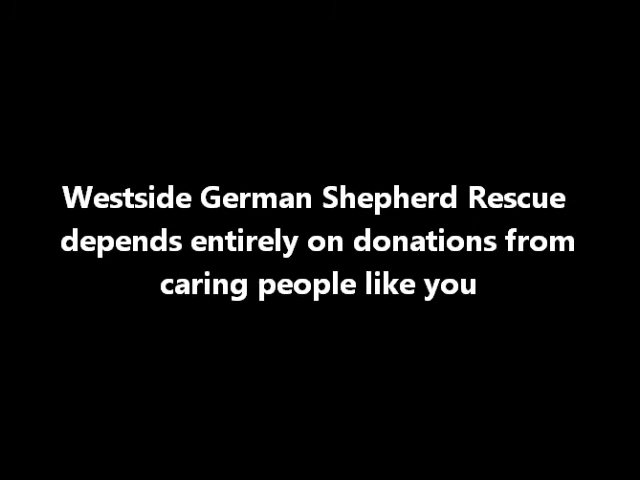 Westside German Shepherd Rescue
depends entirely on donations from
caring people like you